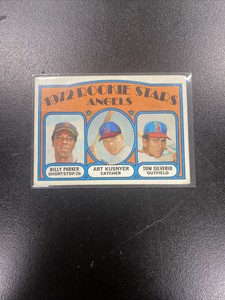 1972 ROOKIE STARS
ANGELS
BILLY PARKER
SHORTSTOP-2B
ART KUSNYER
CATCHER
TOM SILVERIO
OUTFIELD